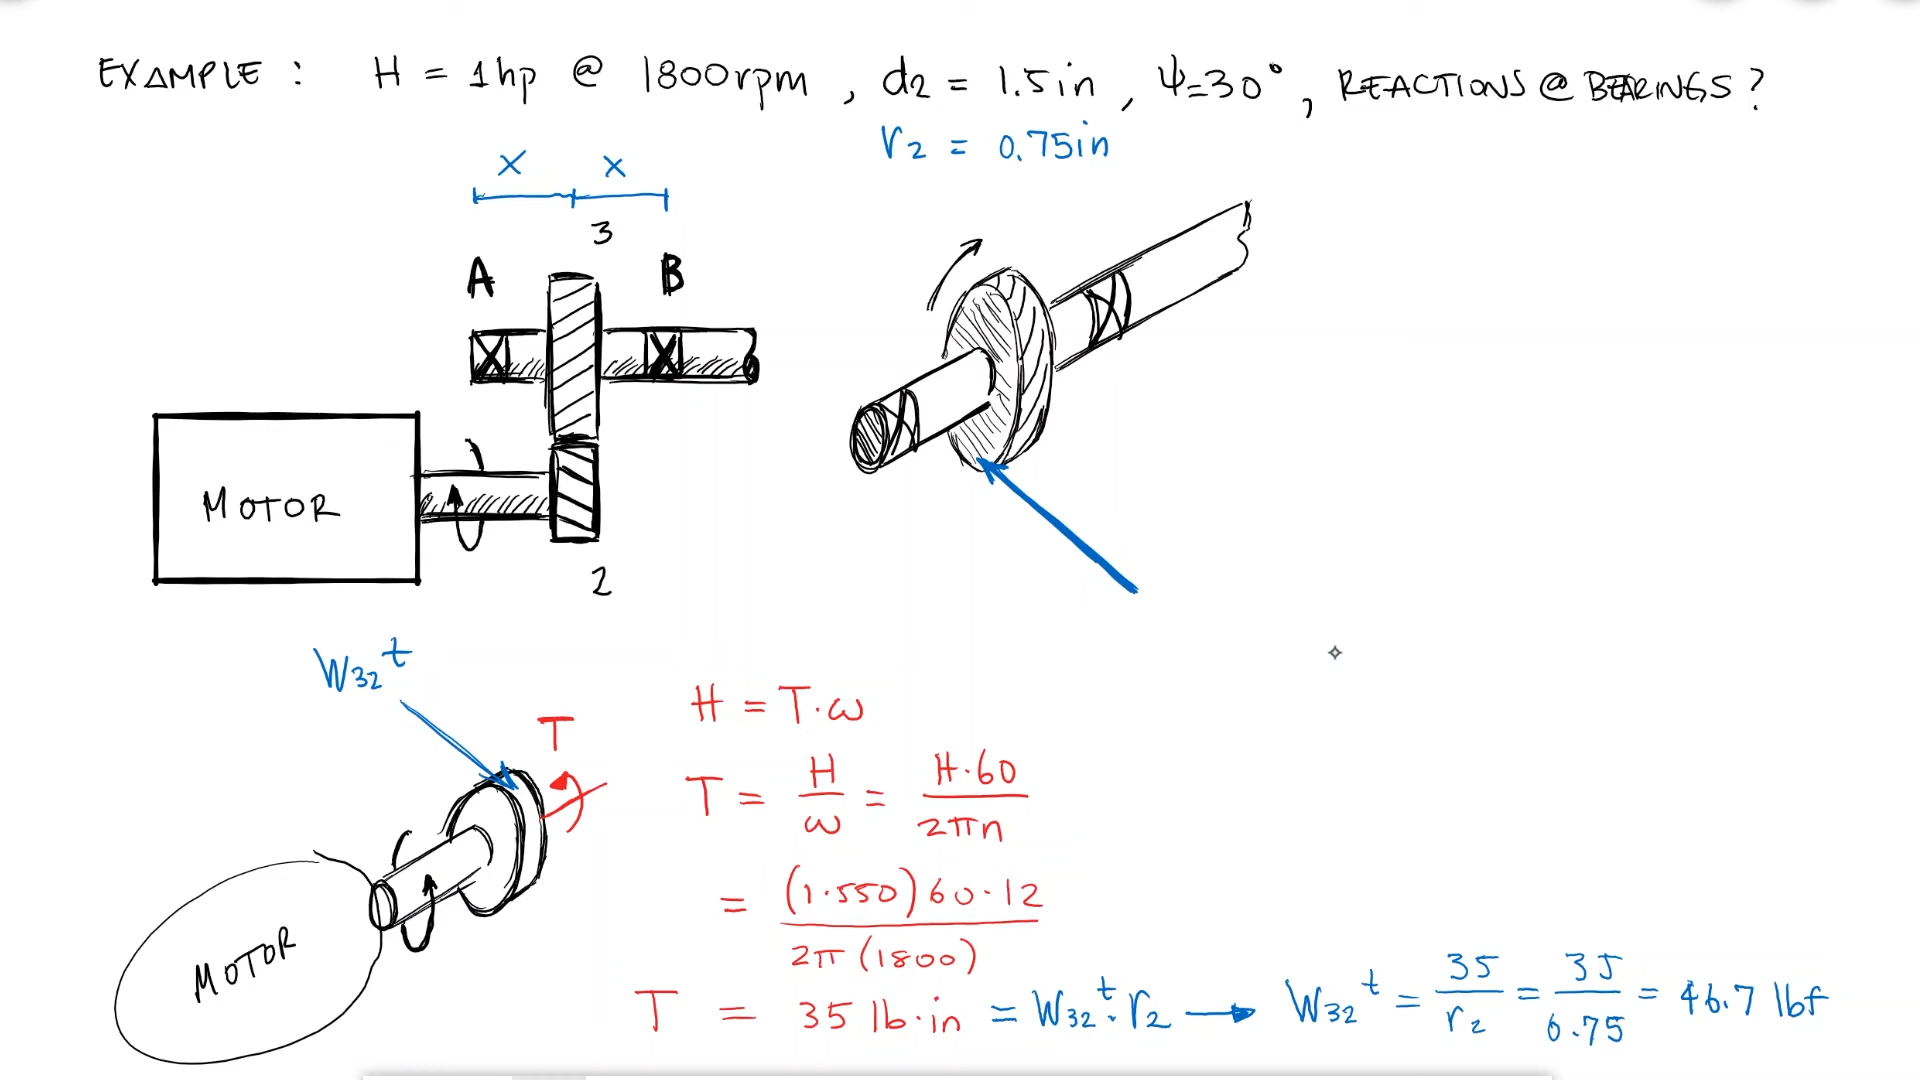 EXAMPLE : H = 1hp @ 1800rpm , d₂ = 1.5in , Ψ=30° , REACTIONS @ BEARINGS ?
r₂ = 0.75in
X X
3
A B
MOTOR
2
W₃₂ᵗ
T
MOTOR
H = T·ω
T = H/ω = H·60/2πn
= (1·550)60·12/2π(1800)
T = 35 lb·in = W₃₂ᵗ·r₂ → W₃₂ᵗ = 35/r₂ = 35/0.75 = 46.7 lbf